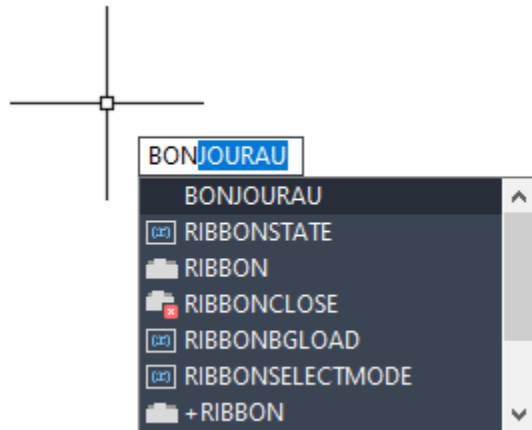 BONJOURAU
BONJOURAU
(x) RIBBONSTATE
RIBBON
RIBBONCLOSE
(x) RIBBONBGLOAD
(x) RIBBONSELECTMODE
+RIBBON